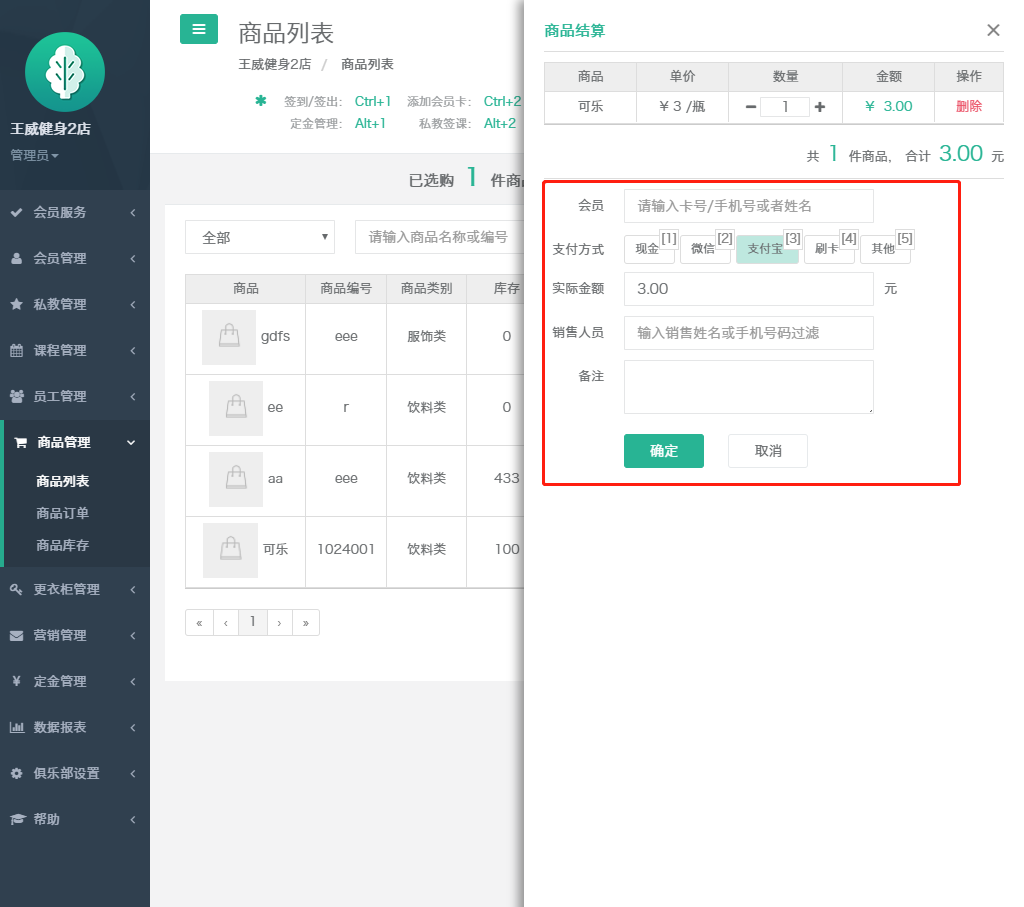 王威健身2店
管理员
会员服务
会员管理
私教管理
课程管理
员工管理
商品管理
商品列表
商品订单
商品库存
更衣柜管理
营销管理
定金管理
数据报表
俱乐部设置
帮助
商品列表
王威健身2店 / 商品列表
签到/签出: Ctrl+1 添加会员卡: Ctrl+2
定金管理: Alt+1 私教签课: Alt+2
已选购 1 件商品
全部 请输入商品名称或编号
商品 商品编号 商品类别 库存
gdfs eee 服饰类 0
ee r 饮料类 0
aa eee 饮料类 433
可乐 1024001 饮料类 100
« ‹ 1 › »
商品结算
商品 单价 数量 金额 操作
可乐 ¥ 3 /瓶 1 ¥ 3.00 删除
共 1 件商品, 合计 3.00 元
会员 请输入卡号/手机号或者姓名
支付方式 现金 [1] 微信 [2] 支付宝 [3] 刷卡 [4] 其他 [5]
实际金额 3.00 元
销售人员 输入销售姓名或手机号码过滤
备注
确定 取消